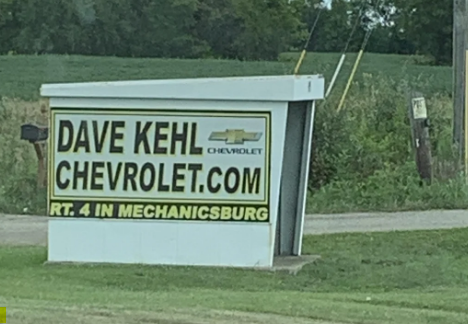 DAVE KEHL
CHEVROLET
CHEVROLET.COM
RT. 4 IN MECHANICSBURG